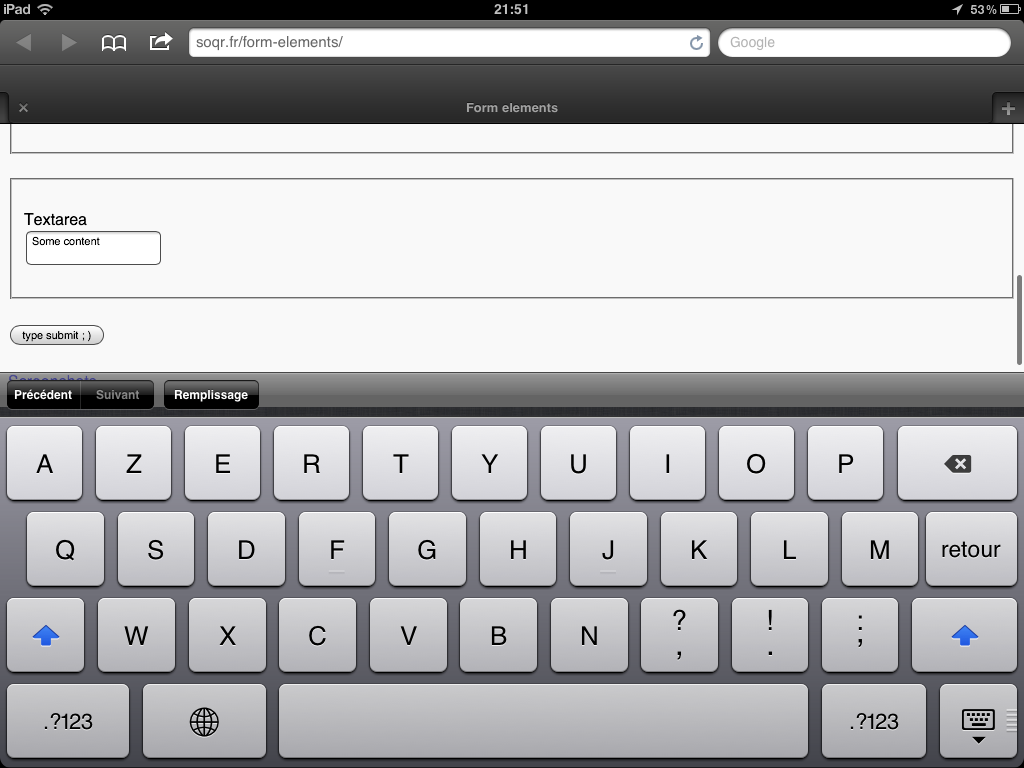 iPad 21:51 53%
soqr.fr/form-elements/ Google
Form elements
Textarea
Some content
type submit ; )
Screenshots
Précédent Suivant Remplissage
A Z E R T Y U I O P
Q S D F G H J K L M retour
W X C V B N ? , ! . : ;
.?123 .?123